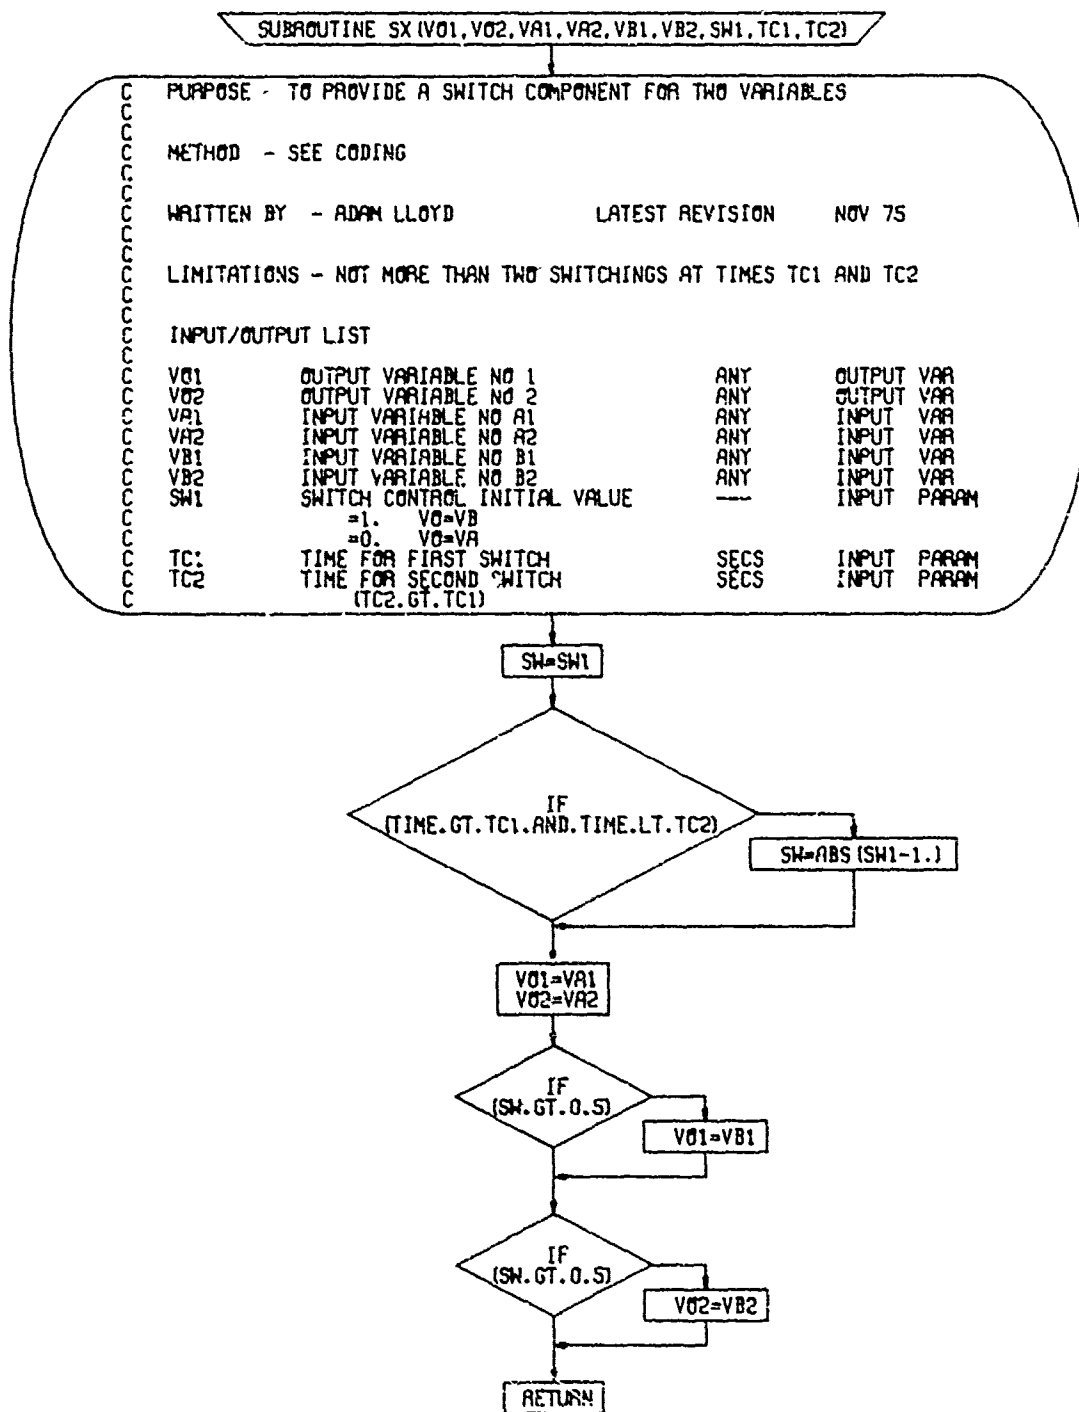 SUBROUTINE SX(VO1,VO2,VA1,VA2,VB1,VB2,SW1,TC1,TC2)
C PURPOSE - TO PROVIDE A SWITCH COMPONENT FOR TWO VARIABLES
C
C
C METHOD - SEE CODING
C
C
C WRITTEN BY - ADAM LLOYD LATEST REVISION NOV 75
C
C
C LIMITATIONS - NOT MORE THAN TWO SWITCHINGS AT TIMES TC1 AND TC2
C
C
C INPUT/OUTPUT LIST
C
C VO1 OUTPUT VARIABLE NO 1 ANY OUTPUT VAR
C VO2 OUTPUT VARIABLE NO 2 ANY OUTPUT VAR
C VA1 INPUT VARIABLE NO A1 ANY INPUT VAR
C VA2 INPUT VARIABLE NO A2 ANY INPUT VAR
C VB1 INPUT VARIABLE NO B1 ANY INPUT VAR
C VB2 INPUT VARIABLE NO B2 ANY INPUT VAR
C SW1 SWITCH CONTROL INITIAL VALUE --- INPUT PARAM
C =1. VO=VB
C =0. VO=VA
C TC1 TIME FOR FIRST SWITCH SECS INPUT PARAM
C TC2 TIME FOR SECOND SWITCH SECS INPUT PARAM
C (TC2.GT.TC1)
SW=SW1
IF
(TIME.GT.TC1.AND.TIME.LT.TC2)
SW=ABS(SW1-1.)
VO1=VA1
VO2=VA2
IF
(SW.GT.0.5)
VO1=VB1
IF
(SW.GT.0.5)
VO2=VB2
RETURN